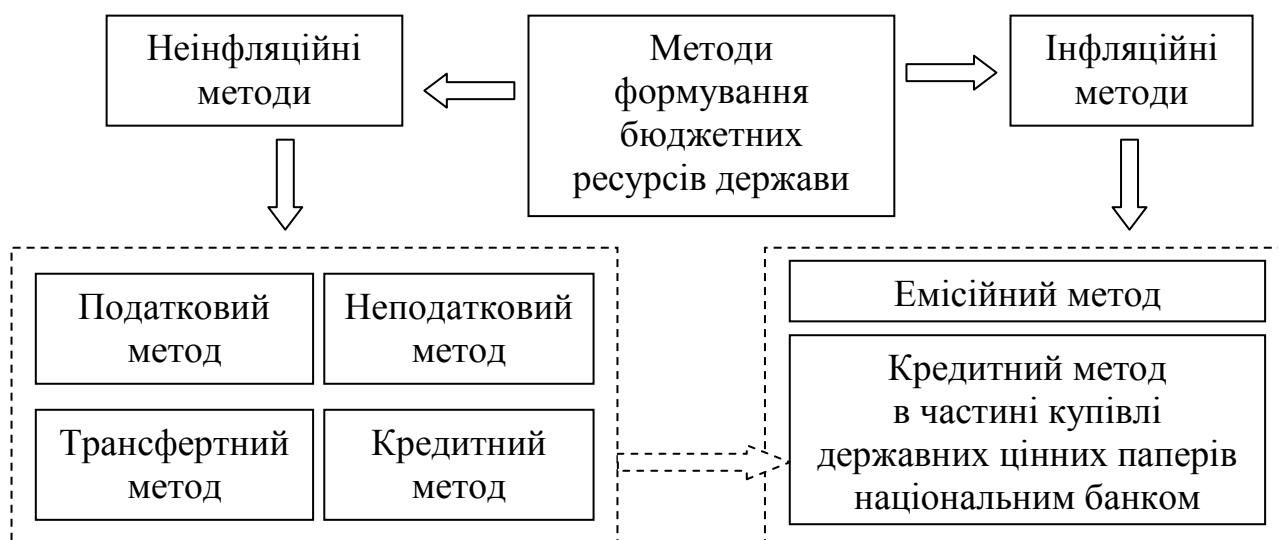 Неінфляційні
методи
Методи
формування
бюджетних
ресурсів держави
Інфляційні
методи
Податковий
метод
Неподатковий
метод
Трансфертний
метод
Кредитний
метод
Емісійний метод
Кредитний метод
в частині купівлі
державних цінних паперів
національним банком